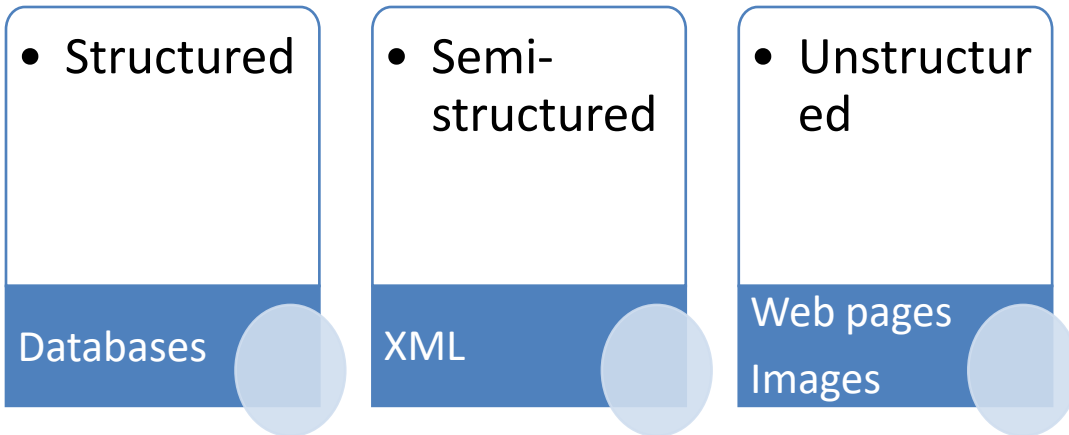 • Structured
Databases
• Semi-
structured
XML
• Unstructur
ed
Web pages
Images